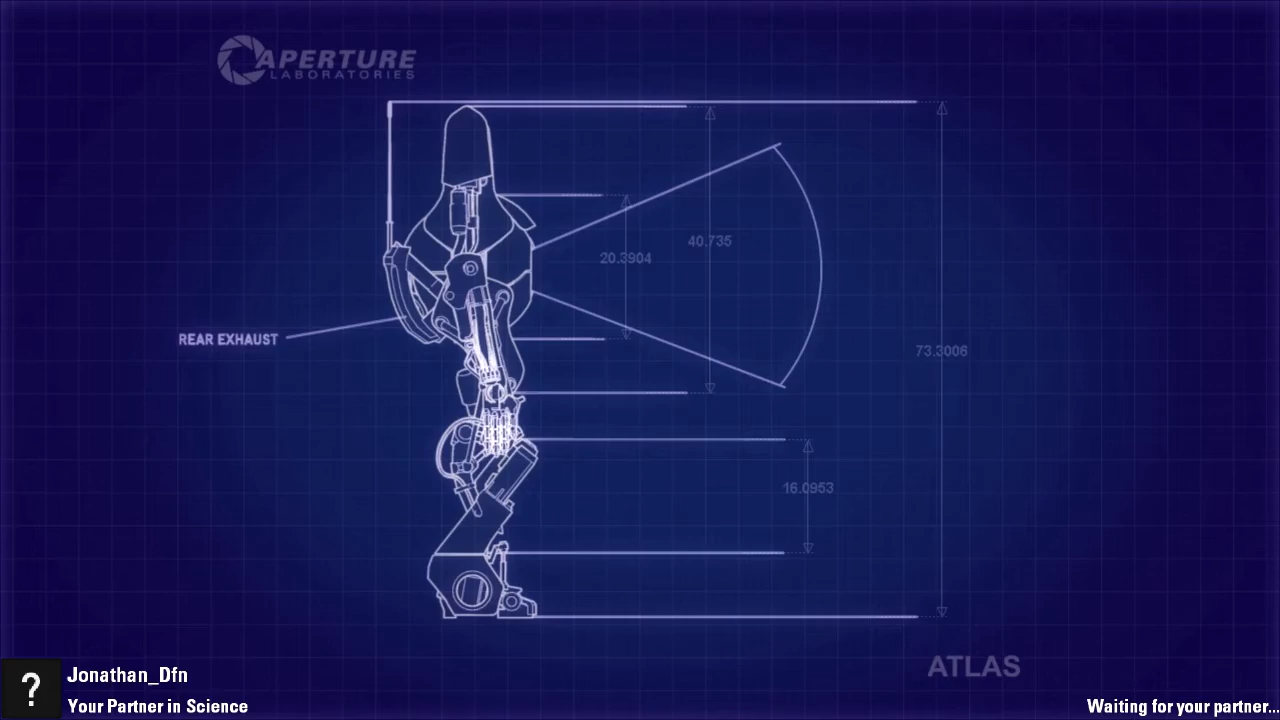 APERTURE
LABORATORIES
40.735
20.3904
REAR EXHAUST
73.3006
16.0953
ATLAS
?
Jonathan_Dfn
Your Partner in Science
Waiting for your partner...